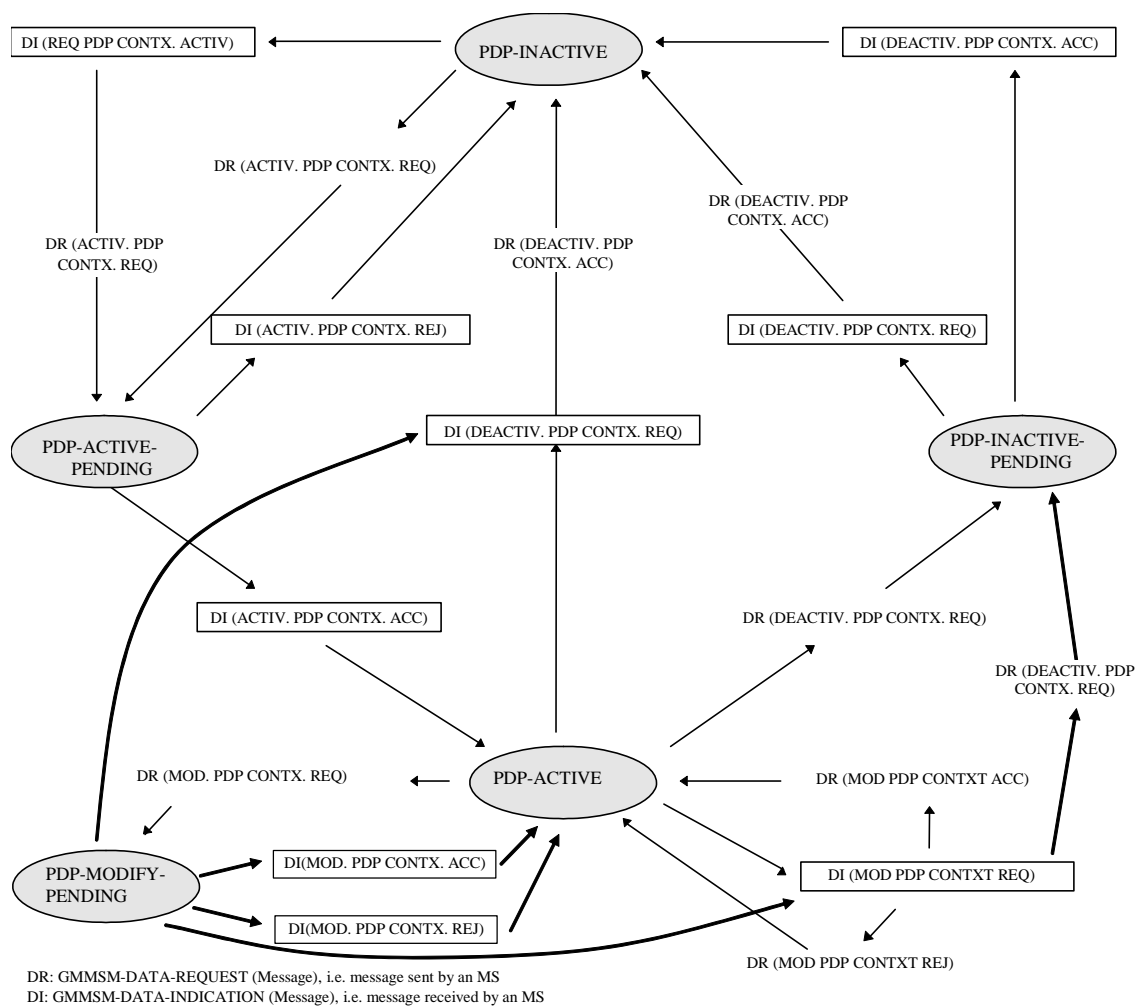 DI (REQ PDP CONTX. ACTIV)
PDP-INACTIVE
DI (DEACTIV. PDP CONTX. ACC)
DR (ACTIV. PDP CONTX. REQ)
DR (DEACTIV. PDP
CONTX. ACC)
DR (ACTIV. PDP
CONTX. REQ)
DR (DEACTIV. PDP
CONTX. ACC)
DI (ACTIV. PDP CONTX. REJ)
DI (DEACTIV. PDP CONTX. REQ)
PDP-ACTIVE-
PENDING
DI (DEACTIV. PDP CONTX. REQ)
PDP-INACTIVE-
PENDING
DI (ACTIV. PDP CONTX. ACC)
DR (DEACTIV. PDP CONTX. REQ)
DR (DEACTIV. PDP
CONTX. REQ)
DR (MOD. PDP CONTX. REQ)
PDP-ACTIVE
DR (MOD PDP CONTXT ACC)
PDP-MODIFY-
PENDING
DI(MOD. PDP CONTX. ACC)
DI (MOD PDP CONTXT REQ)
DI(MOD. PDP CONTX. REJ)
DR (MOD PDP CONTXT REJ)
DR: GMMSM-DATA-REQUEST (Message), i.e. message sent by an MS
DI: GMMSM-DATA-INDICATION (Message), i.e. message received by an MS